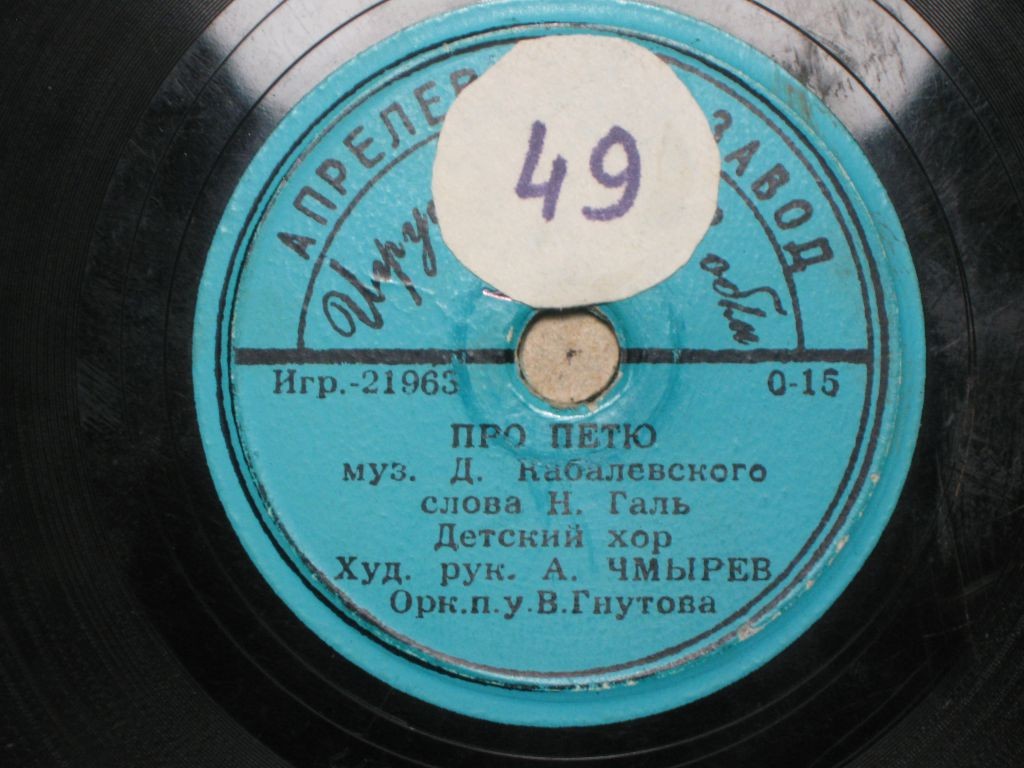 АПРЕЛЕВ ЗАВОД
49
Игр.-21963 0-15
ПРО ПЕТЮ
муз. Д. Кабалевского
слова Н. Галь
Детский хор
Худ. рук. А. ЧМЫРЕВ
Орк.п.у.В.Гнутова